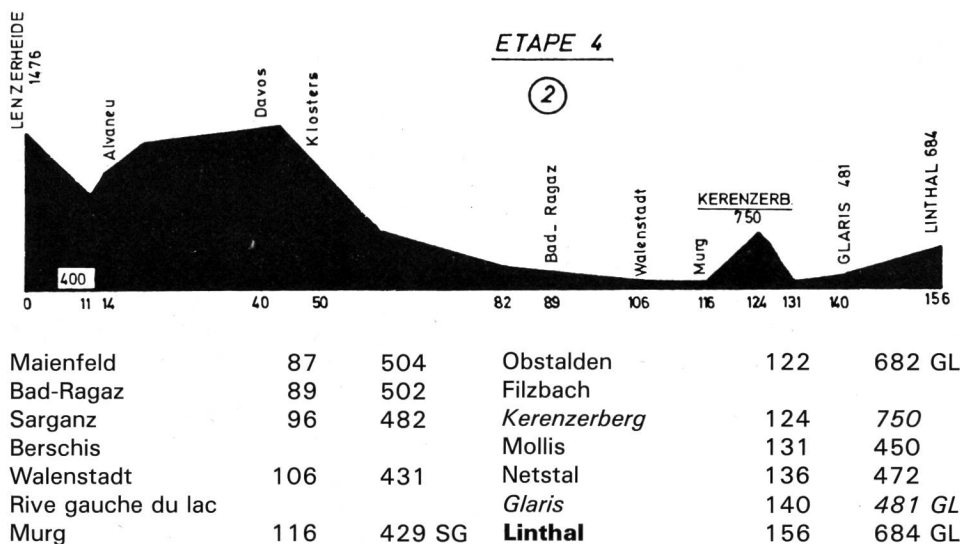 ETAPE 4
2
LENZERHEIDE
1476
Alvaneu
Davos
Klosters
Bad_ Ragaz
Walenstadt
Murg
KERENZERB.
750
GLARIS 481
LINTHAL 684
400
0 11 14 40 50 82 89 106 116 124 131 140 156
Maienfeld 87 504
Bad-Ragaz 89 502
Sarganz 96 482
Berschis
Walenstadt 106 431
Rive gauche du lac
Murg 116 429 SG
Obstalden 122 682 GL
Filzbach
Kerenzerberg 124 750
Mollis 131 450
Netstal 136 472
Glaris 140 481 GL
Linthal 156 684 GL